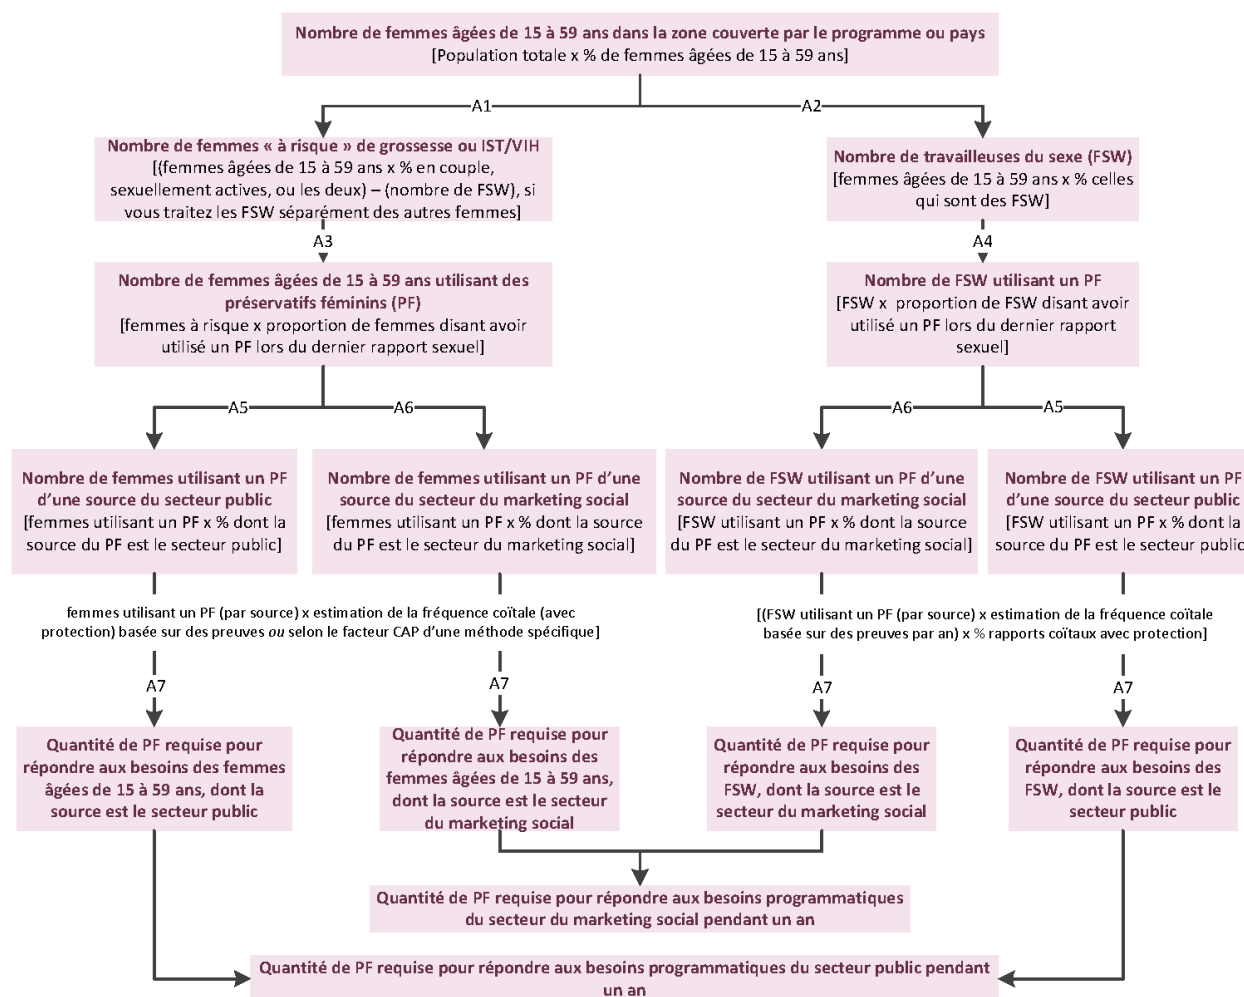 Nombre de femmes âgées de 15 à 59 ans dans la zone couverte par le programme ou pays
[Population totale x % de femmes âgées de 15 à 59 ans]
A1
A2
Nombre de femmes « à risque » de grossesse ou IST/VIH
[(femmes âgées de 15 à 59 ans x % en couple,
sexuellement actives, ou les deux) – (nombre de FSW), si
vous traitez les FSW séparément des autres femmes]
Nombre de travailleuses du sexe (FSW)
[femmes âgées de 15 à 59 ans x % celles
qui sont des FSW]
A3
A4
Nombre de femmes âgées de 15 à 59 ans utilisant des
préservatifs féminins (PF)
[femmes à risque x proportion de femmes disant avoir
utilisé un PF lors du dernier rapport sexuel]
Nombre de FSW utilisant un PF
[FSW x  proportion de FSW disant avoir
utilisé un PF lors du dernier rapport
sexuel]
A5
A6
A6
A5
Nombre de femmes utilisant un PF
d'une source du secteur public
[femmes utilisant un PF x % dont la
source du PF est le secteur public]
Nombre de femmes utilisant un PF d'une
source du secteur du marketing social
[femmes utilisant un PF x % dont la source
du PF est le secteur du marketing social]
Nombre de FSW utilisant un PF d'une
source du secteur du marketing social
[FSW utilisant un PF x % dont la source
du PF est le secteur du marketing social]
Nombre de FSW utilisant un PF
d'une source du secteur public
[FSW utilisant un PF x % dont la
source du PF est le secteur public]
femmes utilisant un PF (par source) x estimation de la fréquence coïtale (avec
protection) basée sur des preuves ou selon le facteur CAP d'une méthode spécifique]
[(FSW utilisant un PF (par source) x estimation de la fréquence coïtale
basée sur des preuves par an) x % rapports coïtaux avec protection]
A7
A7
A7
A7
Quantité de PF requise pour
répondre aux besoins des femmes
âgées de 15 à 59 ans, dont la
source est le secteur public
Quantité de PF requise pour
répondre aux besoins des
femmes âgées de 15 à 59 ans,
dont la source est le secteur
du marketing social
Quantité de PF requise pour
répondre aux besoins des
FSW, dont la source est le
secteur du marketing social
Quantité de PF requise pour
répondre aux besoins des
FSW, dont la source est le
secteur public
Quantité de PF requise pour répondre aux besoins programmatiques
du secteur du marketing social pendant un an
Quantité de PF requise pour répondre aux besoins programmatiques du secteur public pendant
un an